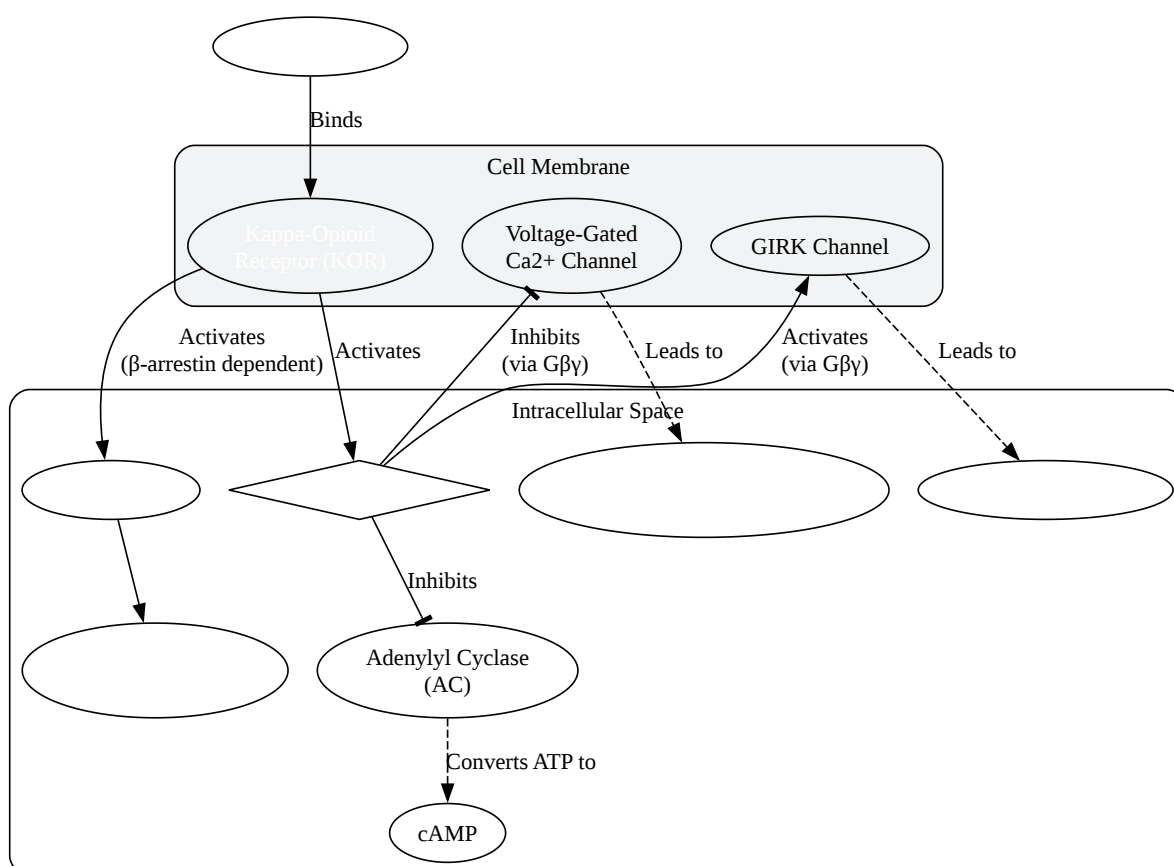 Binds
Cell Membrane
Kappa-Opioid
Receptor (KOR)
Voltage-Gated
Ca2+ Channel
GIRK Channel
Activates
(β-arrestin dependent)
Activates
Inhibits
(via Gβγ)
Leads to
Activates
(via Gβγ)
Leads to
Intracellular Space
Inhibits
Adenylyl Cyclase
(AC)
Converts ATP to
cAMP